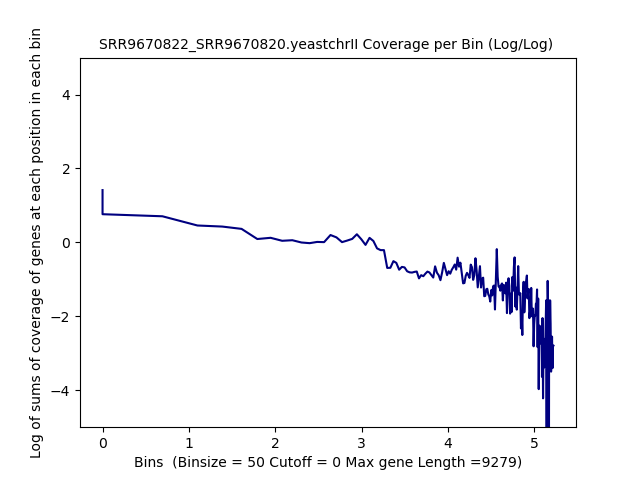 SRR9670822_SRR9670820.yeastchrII Coverage per Bin (Log/Log)
Log of sums of coverage of genes at each position in each bin
4
2
0
−2
−4
0 1 2 3 4 5
Bins  (Binsize = 50 Cutoff = 0 Max gene Length =9279)